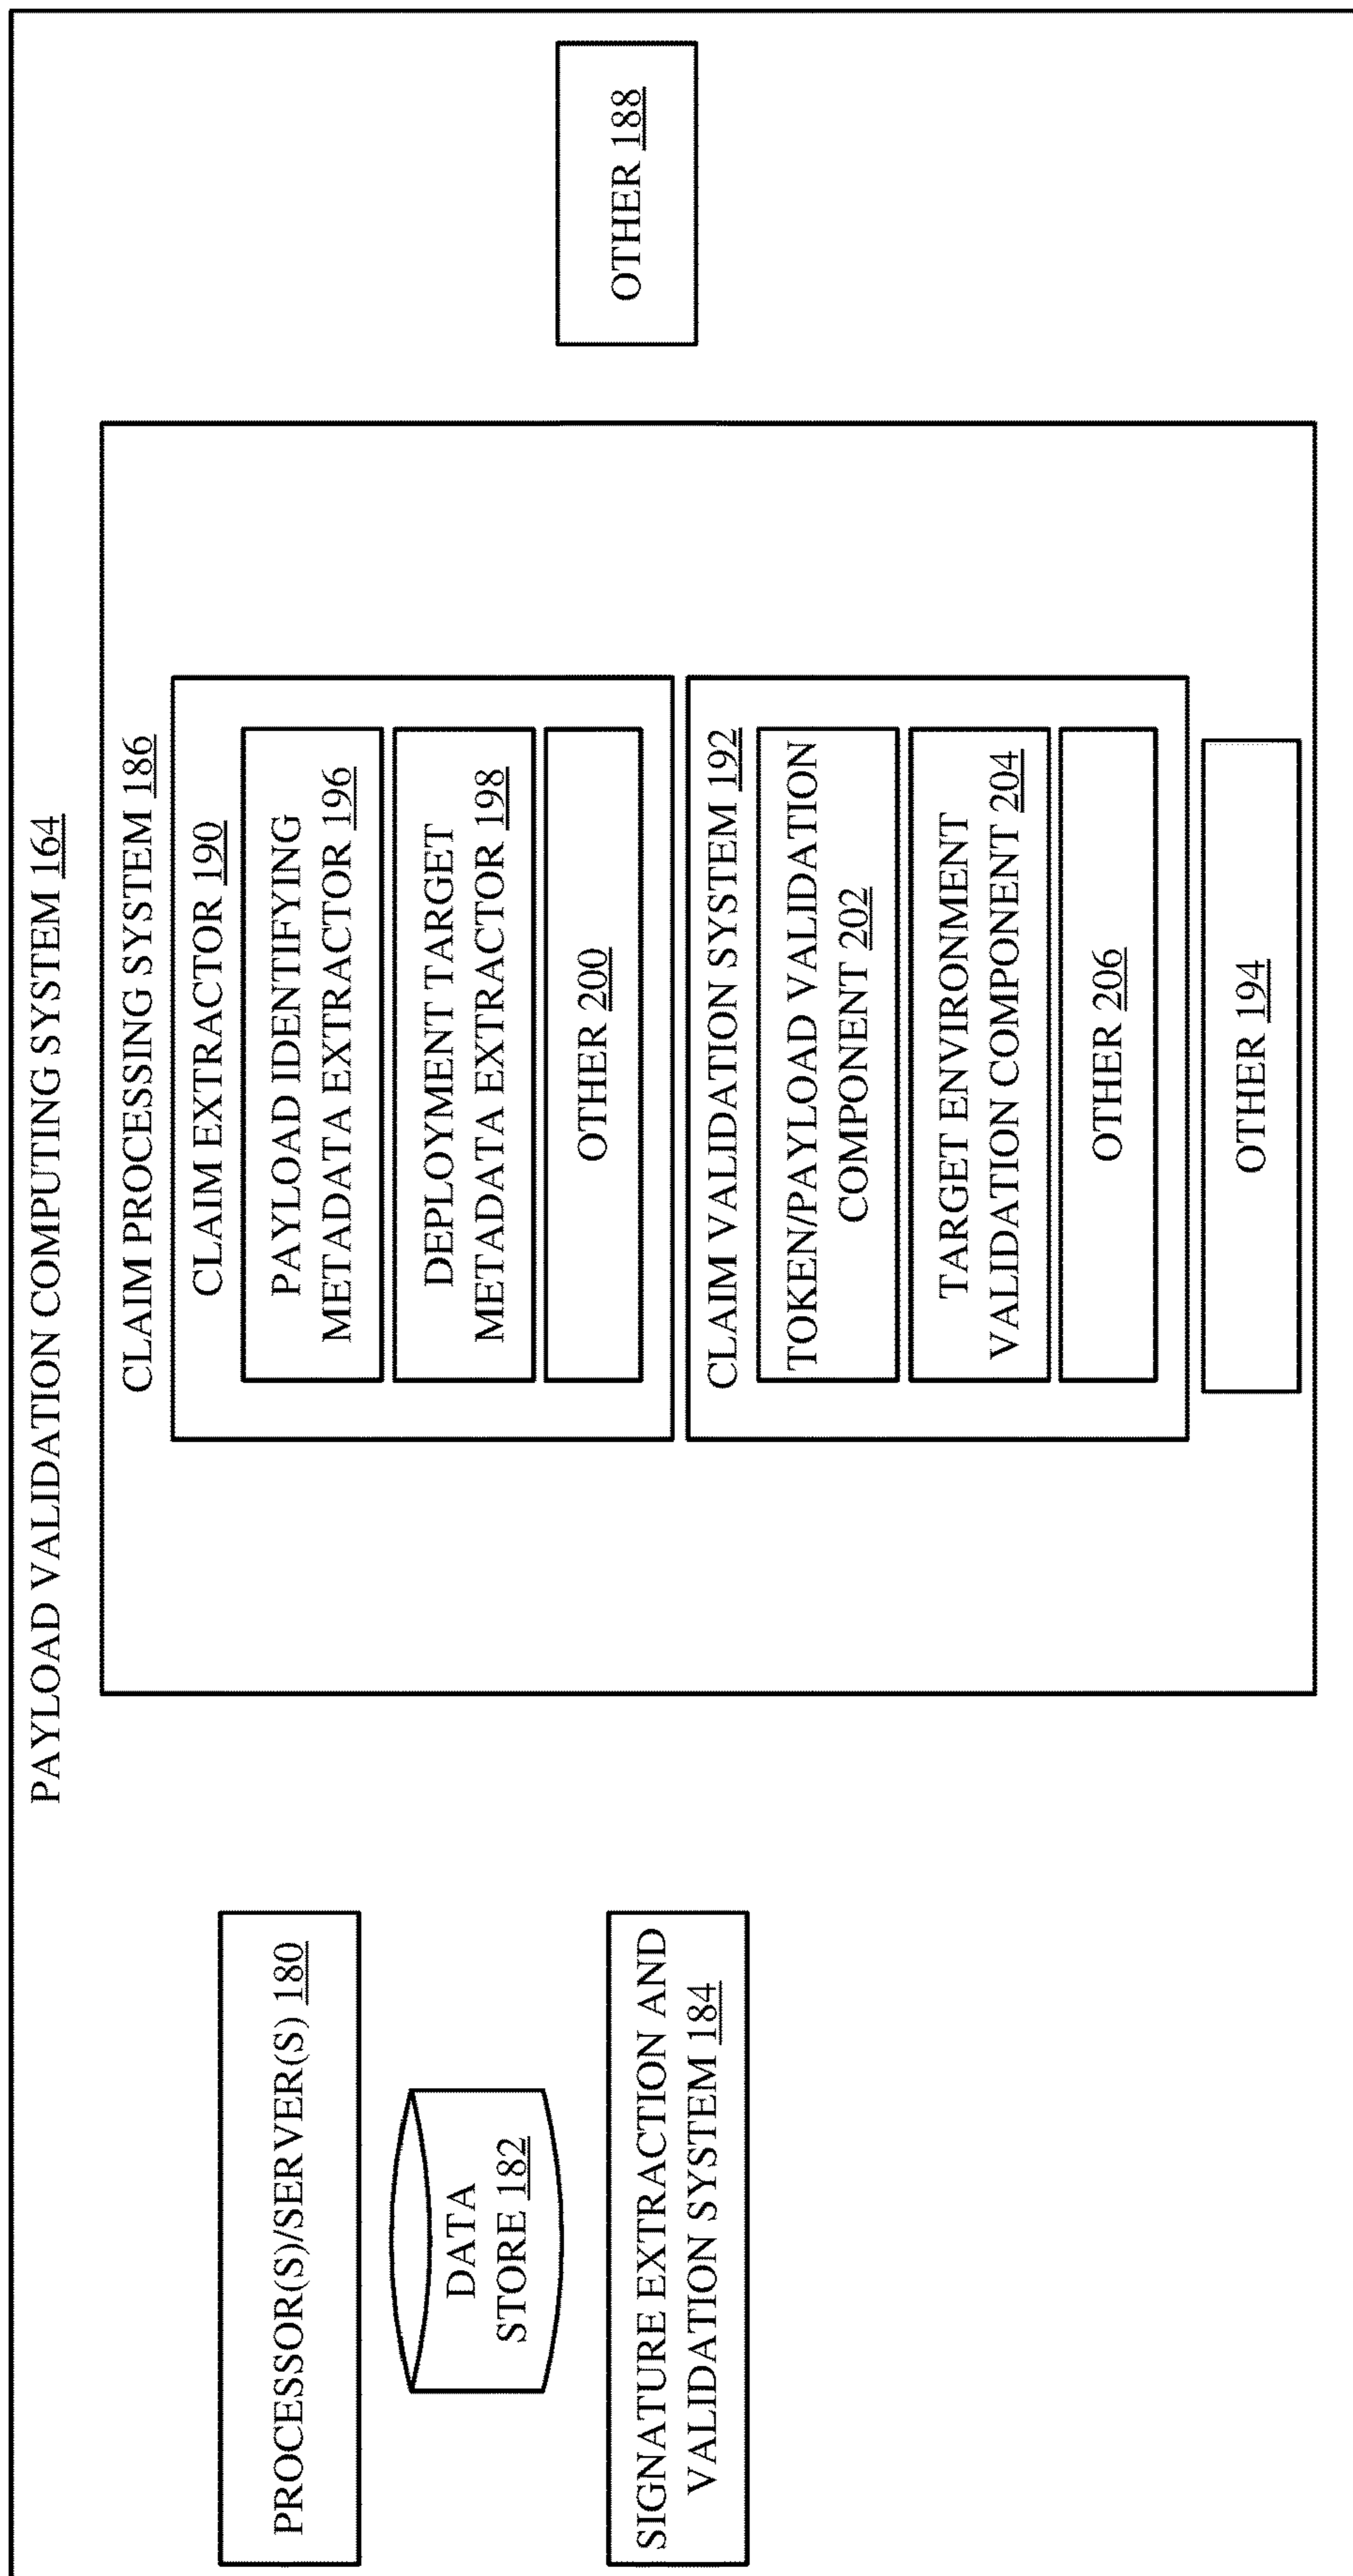 PAYLOAD VALIDATION COMPUTING SYSTEM 164
PROCESSOR(S)/SERVER(S) 180
DATA
STORE 182
SIGNATURE EXTRACTION AND
VALIDATION SYSTEM 184
CLAIM PROCESSING SYSTEM 186
CLAIM EXTRACTOR 190
PAYLOAD IDENTIFYING
METADATA EXTRACTOR 196
DEPLOYMENT TARGET
METADATA EXTRACTOR 198
OTHER 200
CLAIM VALIDATION SYSTEM 192
TOKEN/PAYLOAD VALIDATION
COMPONENT 202
TARGET ENVIRONMENT
VALIDATION COMPONENT 204
OTHER 206
OTHER 194
OTHER 188